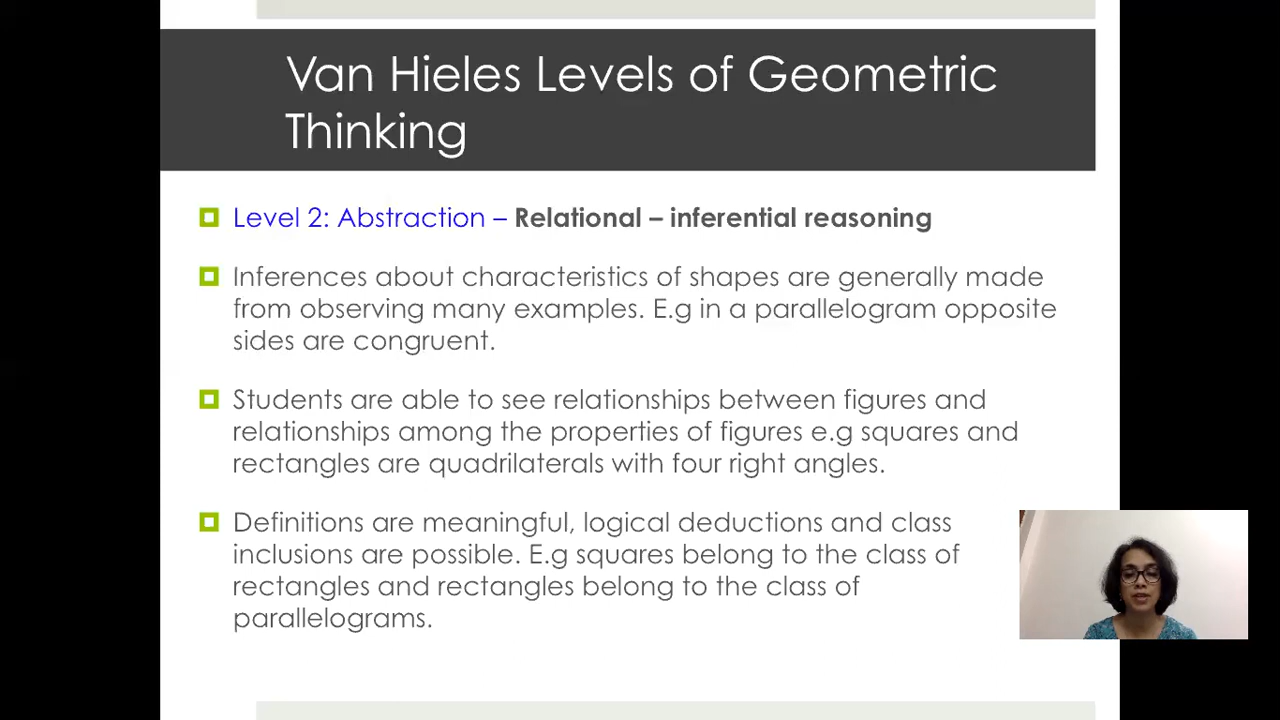 Van Hieles Levels of Geometric
Thinking
Level 2: Abstraction – Relational – inferential reasoning
Inferences about characteristics of shapes are generally made
from observing many examples. E.g in a parallelogram opposite
sides are congruent.
Students are able to see relationships between figures and
relationships among the properties of figures e.g squares and
rectangles are quadrilaterals with four right angles.
Definitions are meaningful, logical deductions and class
inclusions are possible. E.g squares belong to the class of
rectangles and rectangles belong to the class of
parallelograms.